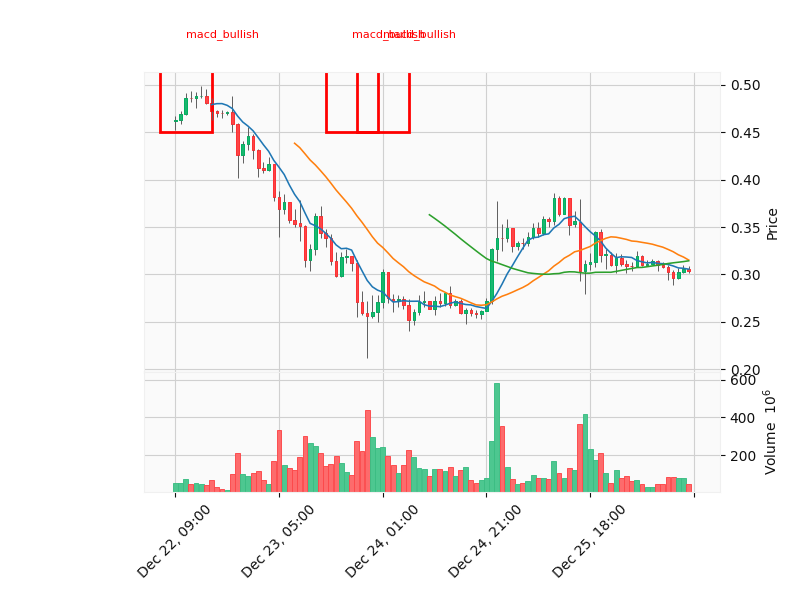 macd_bullish
macd_bullish
macd_bullish
0.50
0.45
0.40
0.35
0.30
0.25
0.20
Price
600
400
200
Volume 10^6
Dec 22, 09:00
Dec 23, 05:00
Dec 24, 01:00
Dec 24, 21:00
Dec 25, 18:00